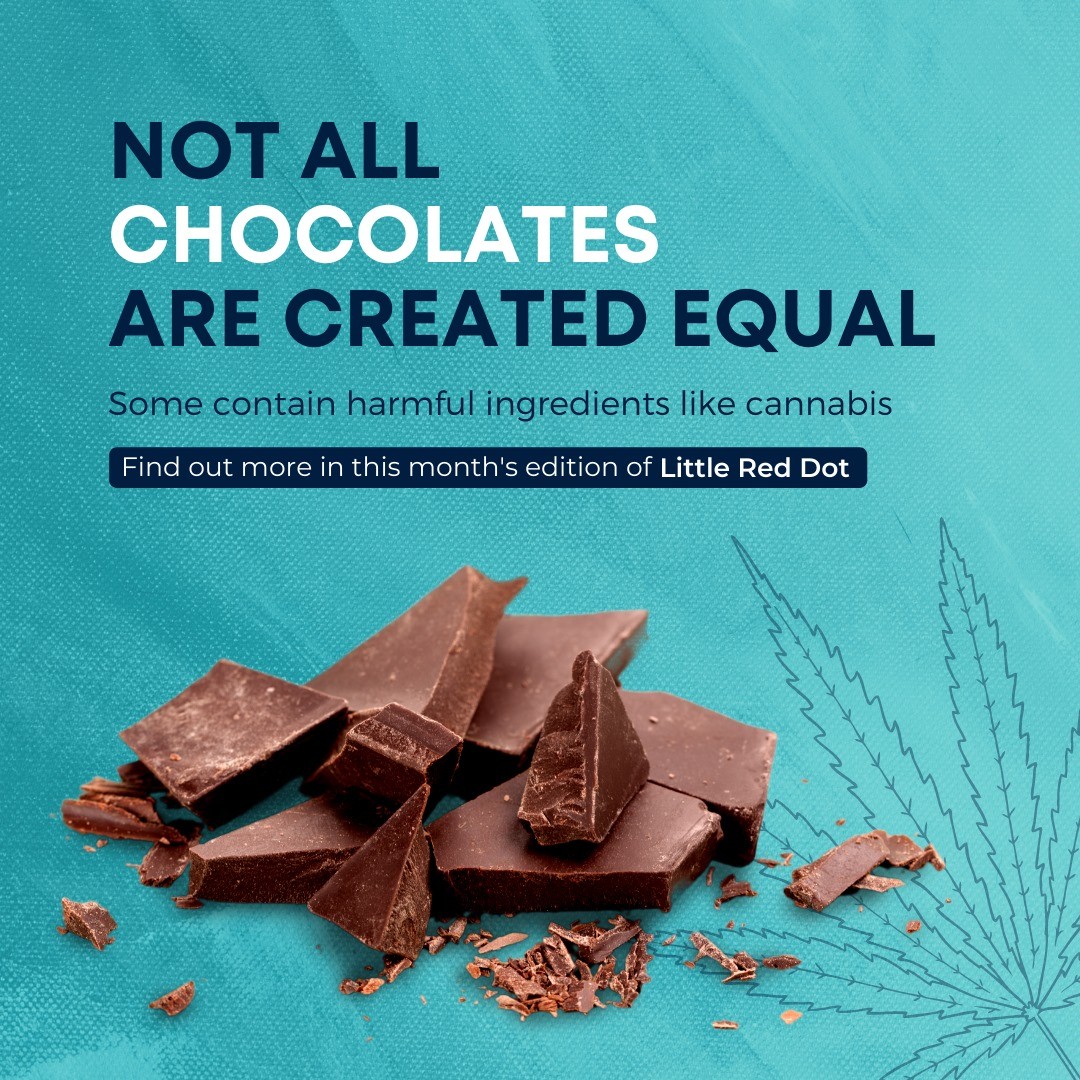 NOT ALL
CHOCOLATES
ARE CREATED EQUAL
Some contain harmful ingredients like cannabis
Find out more in this month's edition of Little Red Dot